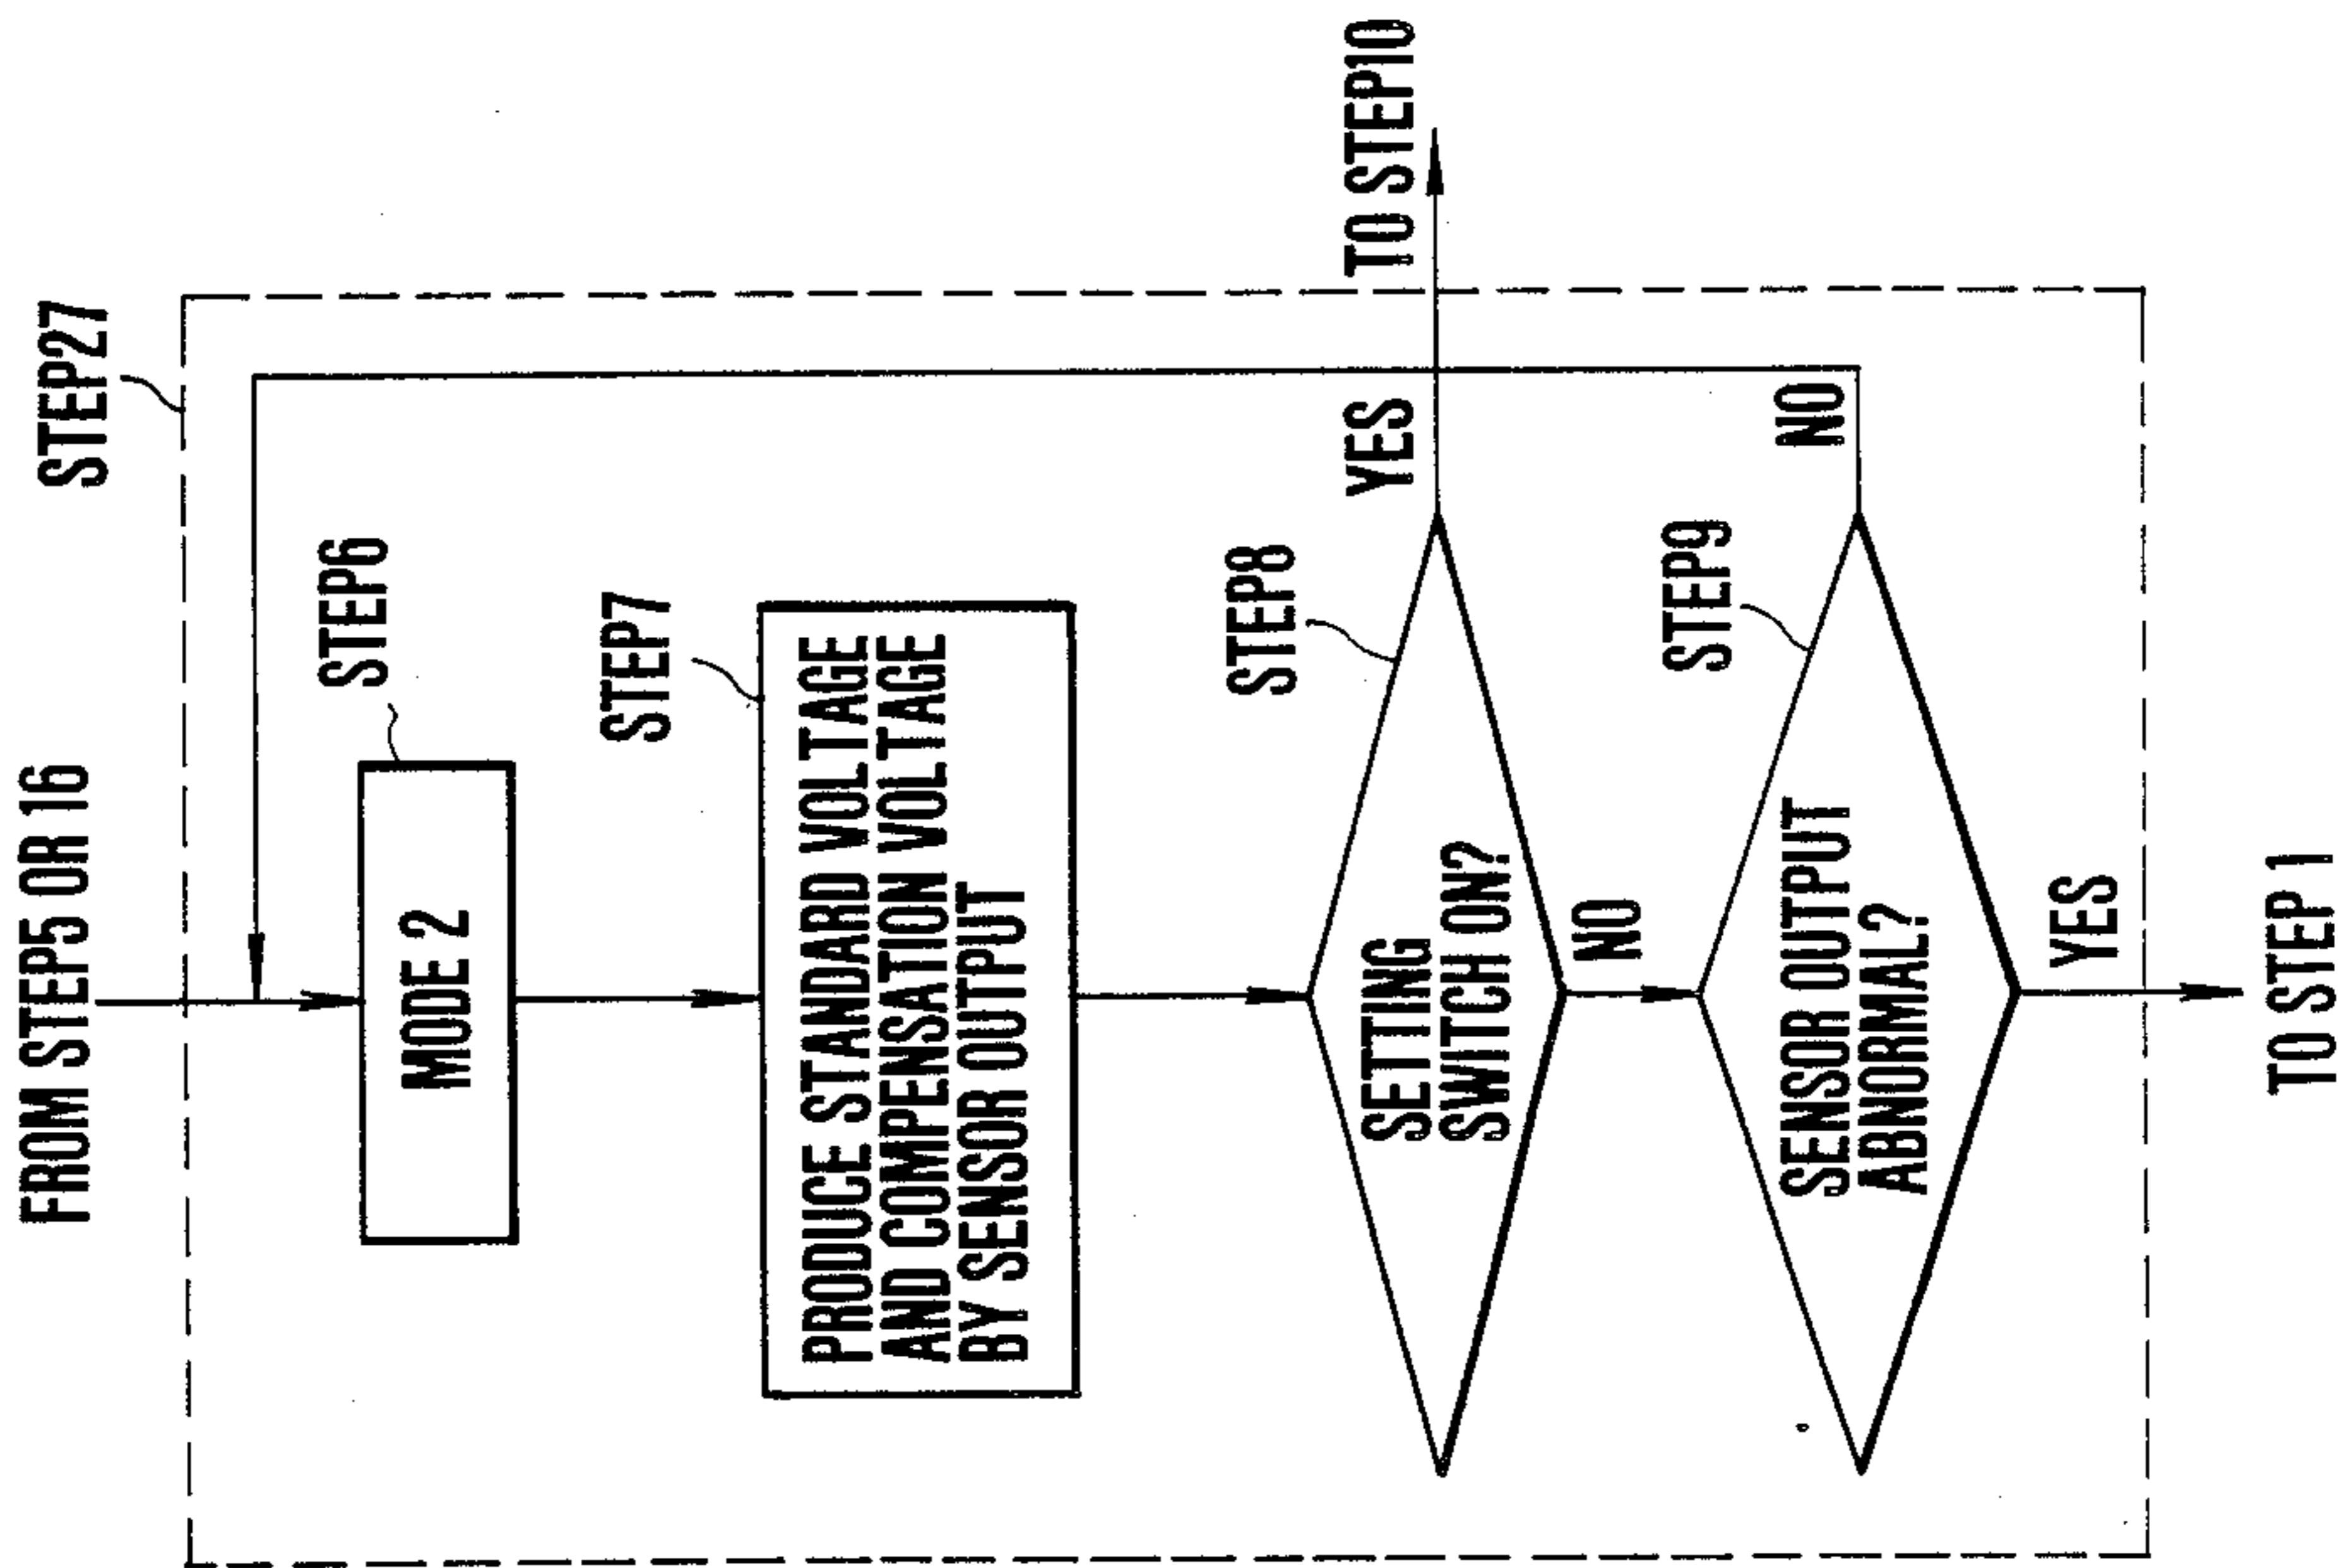 FROM STEP5 OR 16
STEP27
STEP6
MODE 2
STEP7
PRODUCE STANDARD VOLTAGE
AND COMPENSATION VOLTAGE
BY SENSOR OUTPUT
STEP8
SETTING
SWITCH ON?
YES
TO STEP10
NO
STEP9
SENSOR OUTPUT
ABNORMAL?
NO
YES
TO STEP 1